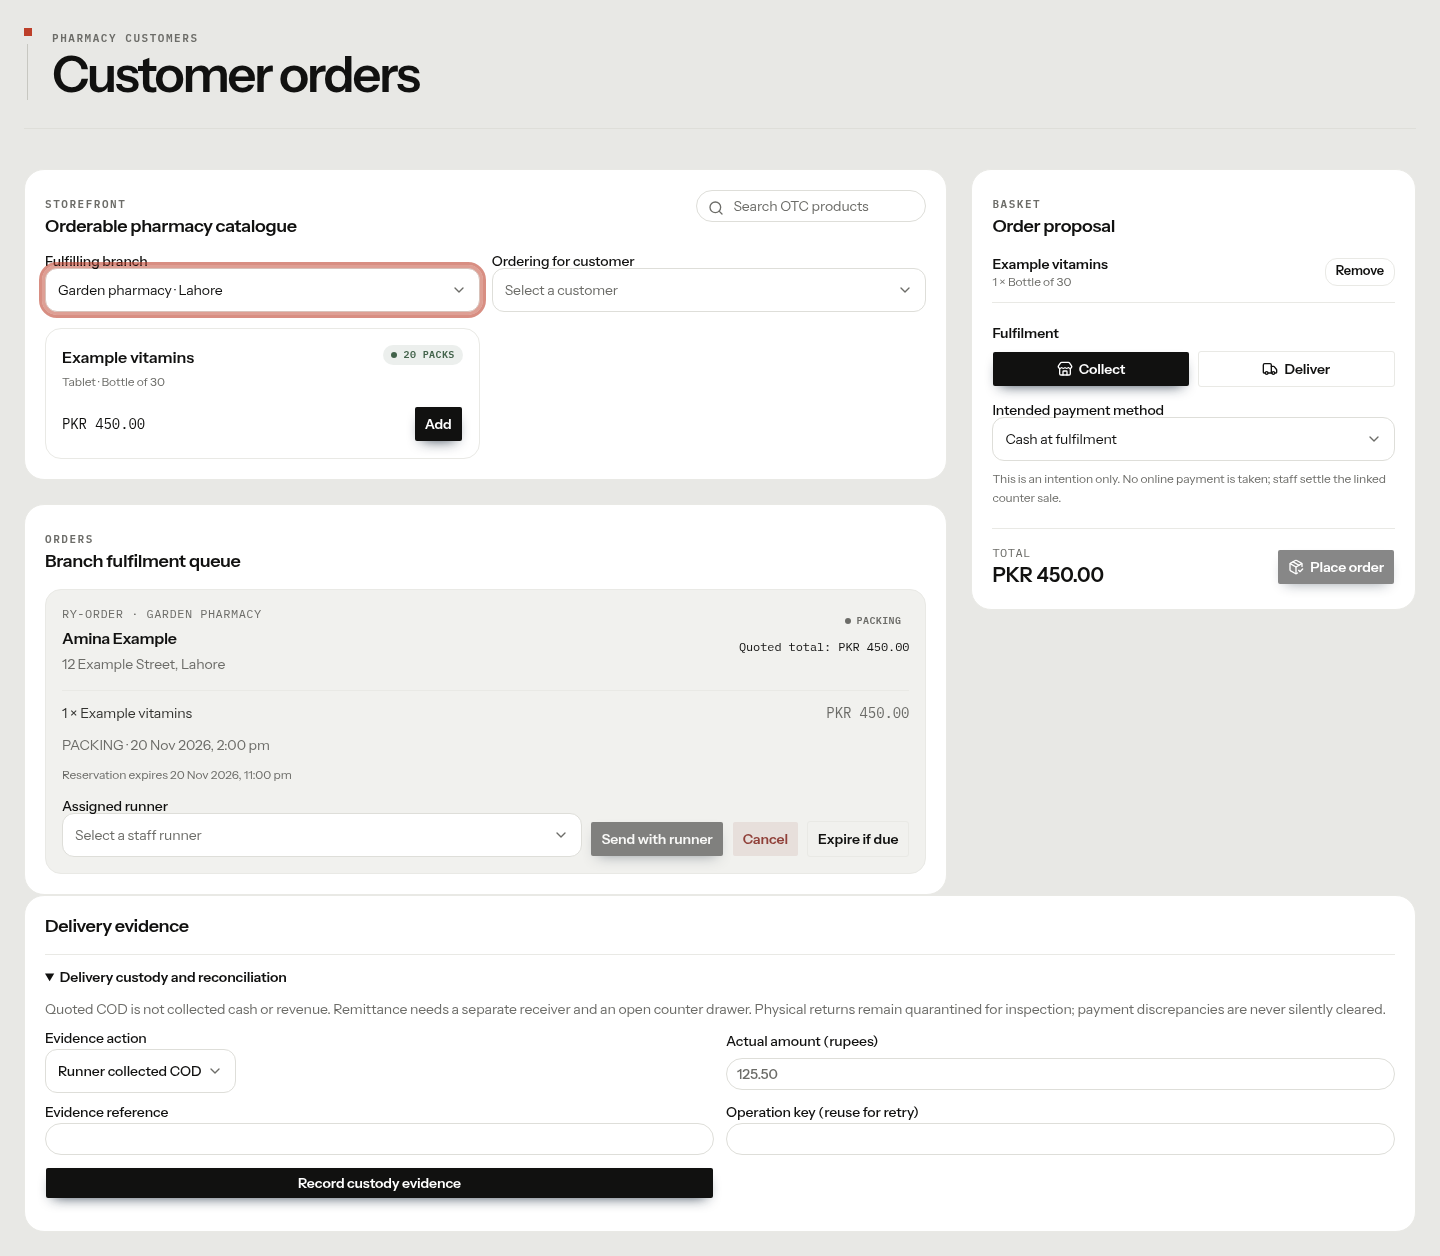 PHARMACY CUSTOMERS
Customer orders
STOREFRONT
Orderable pharmacy catalogue
Search OTC products
Fulfilling branch
Garden pharmacy · Lahore
Ordering for customer
Select a customer
Example vitamins
20 PACKS
Tablet · Bottle of 30
PKR 450.00
Add
BASKET
Order proposal
Example vitamins
1 × Bottle of 30
Remove
Fulfilment
Collect
Deliver
Intended payment method
Cash at fulfilment
This is an intention only. No online payment is taken; staff settle the linked
counter sale.
TOTAL
PKR 450.00
Place order
ORDERS
Branch fulfilment queue
RY-ORDER · GARDEN PHARMACY
Amina Example
12 Example Street, Lahore
PACKING
Quoted total: PKR 450.00
1 × Example vitamins
PKR 450.00
PACKING · 20 Nov 2026, 2:00 pm
Reservation expires 20 Nov 2026, 11:00 pm
Assigned runner
Select a staff runner
Send with runner
Cancel
Expire if due
Delivery evidence
Delivery custody and reconciliation
Quoted COD is not collected cash or revenue. Remittance needs a separate receiver and an open counter drawer. Physical returns remain quarantined for inspection; payment discrepancies are never silently cleared.
Evidence action
Runner collected COD
Actual amount (rupees)
125.50
Evidence reference
Operation key (reuse for retry)
Record custody evidence